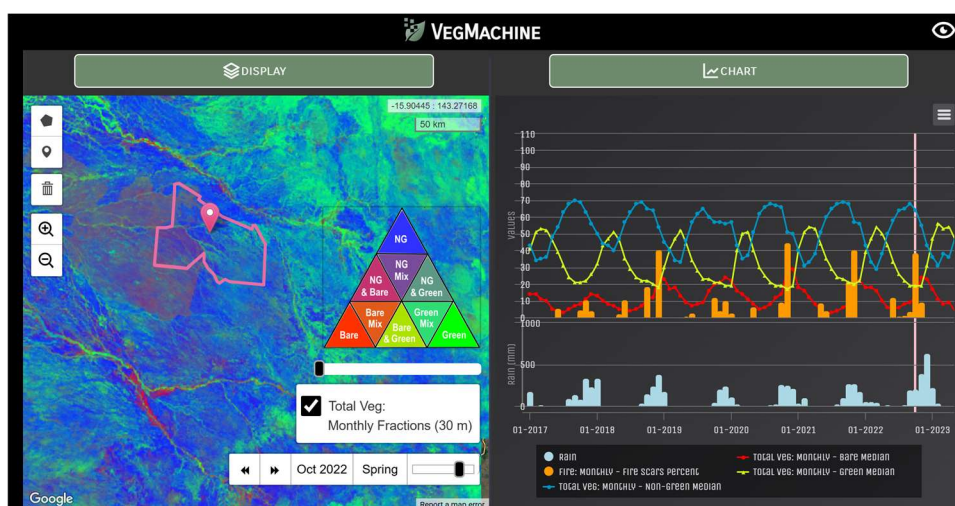 VEGMACHINE
DISPLAY
CHART
-15.90445 : 143.27168
50 km
NG
NG
Mix
NG
& Bare
NG
& Green
Bare
Bare
Mix
Bare
& Green
Green
Mix
Green
Total Veg:
Monthly Fractions (30 m)
Oct 2022
Spring
Google
Report a map error
Values
110
100
90
80
70
60
50
40
30
20
10
0
Rain (mm)
1000
500
0
01-2017
01-2018
01-2019
01-2020
01-2021
01-2022
01-2023
Rain
Total Veg: Monthly - Bare Median
Fire: Monthly - Fire Scars Percent
Total Veg: Monthly - Green Median
Total Veg: Monthly - Non-Green Median